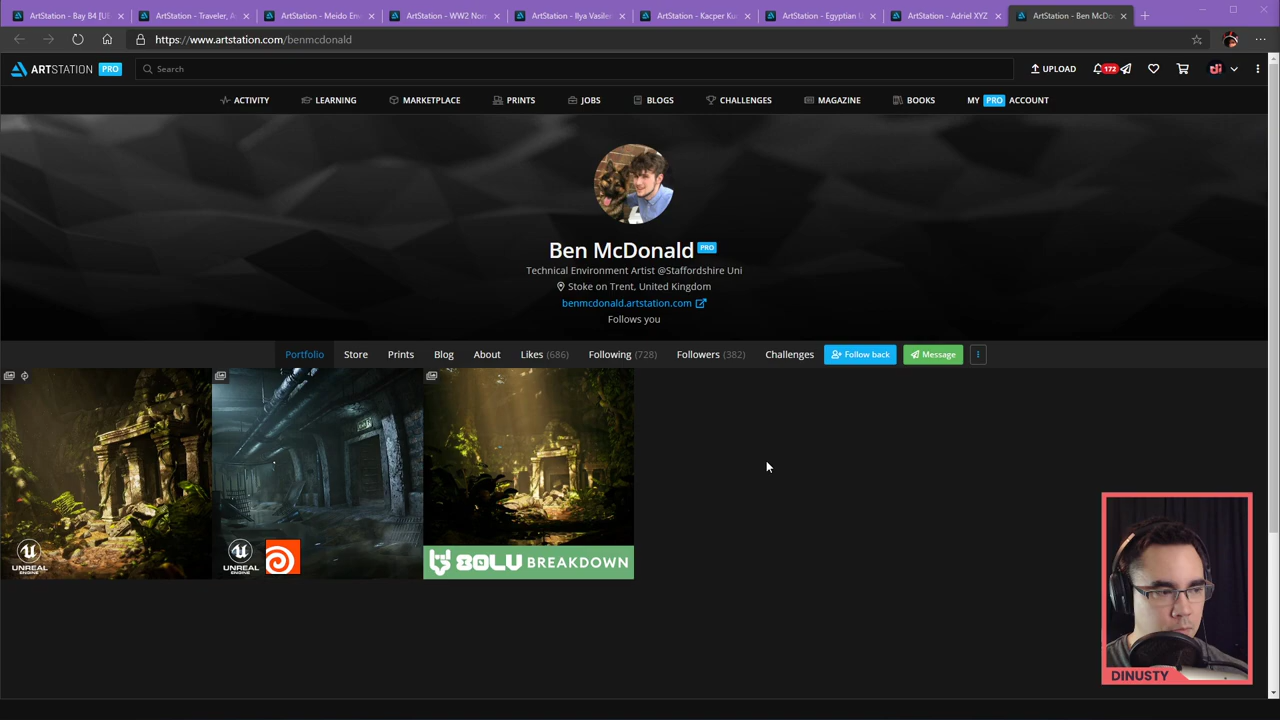 ArtStation - Bay B4 [UE
ArtStation - Traveler, A
ArtStation - Meido En
ArtStation - WW2 Nor
ArtStation - Ilya Vasile
ArtStation - Kacper Ku
ArtStation - Egyptian
ArtStation - Adriel XYZ
ArtStation - Ben McDo
https://www.artstation.com/benmcdonald
ARTSTATION PRO
Search
UPLOAD
172
ACTIVITY
LEARNING
MARKETPLACE
PRINTS
JOBS
BLOGS
CHALLENGES
MAGAZINE
BOOKS
MY PRO ACCOUNT
Ben McDonald PRO
Technical Environment Artist @Staffordshire Uni
Stoke on Trent, United Kingdom
benmcdonald.artstation.com
Follows you
Portfolio
Store
Prints
Blog
About
Likes (686)
Following (728)
Followers (382)
Challenges
Follow back
Message
UNREAL
ENGINE
UNREAL
ENGINE
80LV BREAKDOWN
DINUSTY